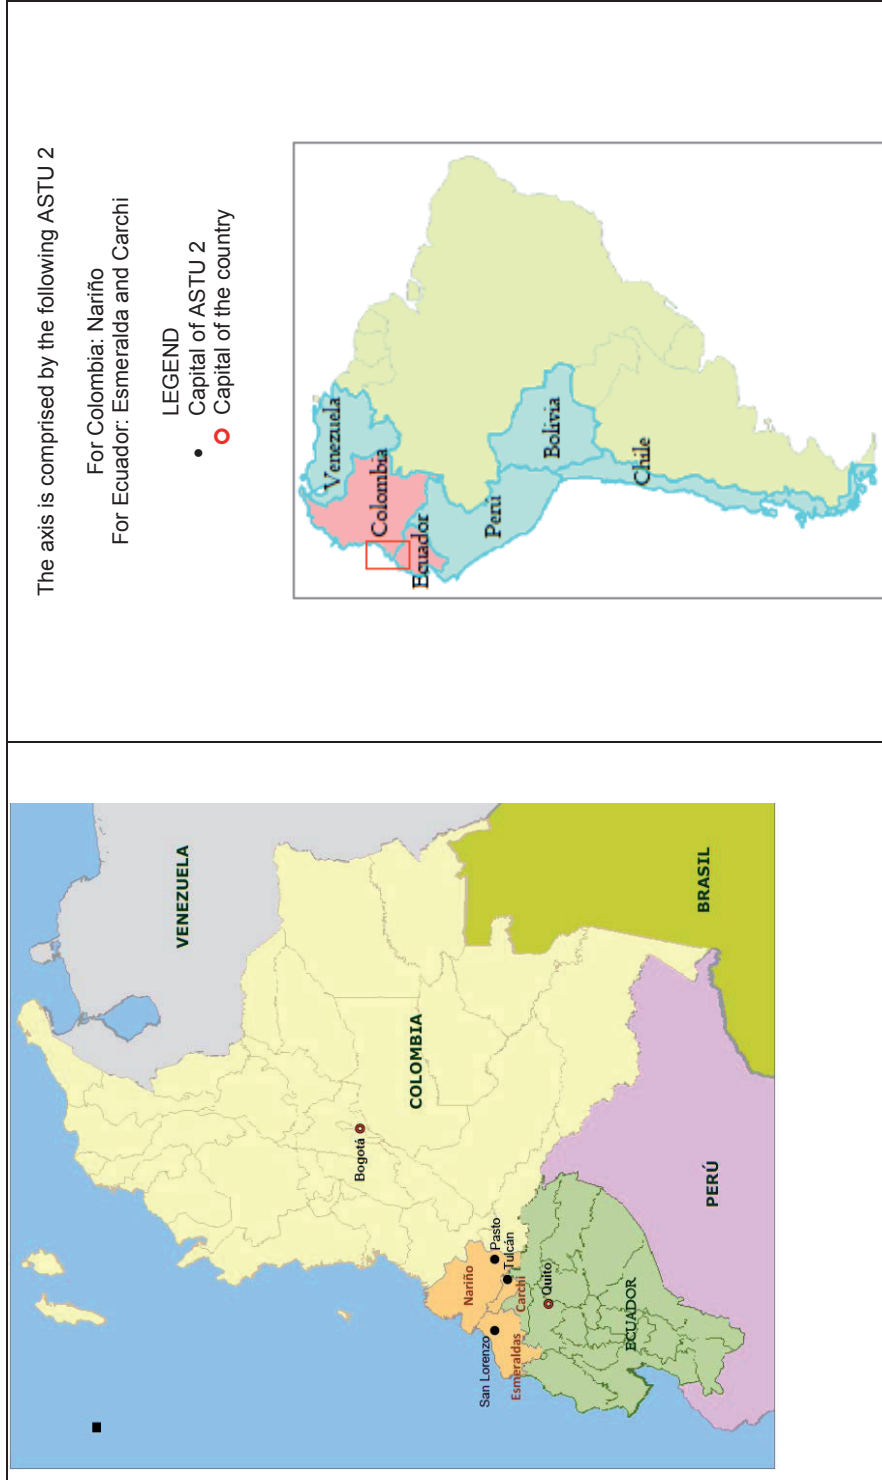 The axis is comprised by the following ASTU 2
For Colombia: Nariño
For Ecuador: Esmeralda and Carchi
LEGEND
Capital of ASTU 2
Capital of the country
Venezuela
Colombia
Ecuador
Perú
Bolivia
Chile
VENEZUELA
COLOMBIA
Bogotá
BRASIL
PERÚ
Nariño
Pasto
Tulcán
Carchi
San Lorenzo
Esmeraldas
Quito
ECUADOR